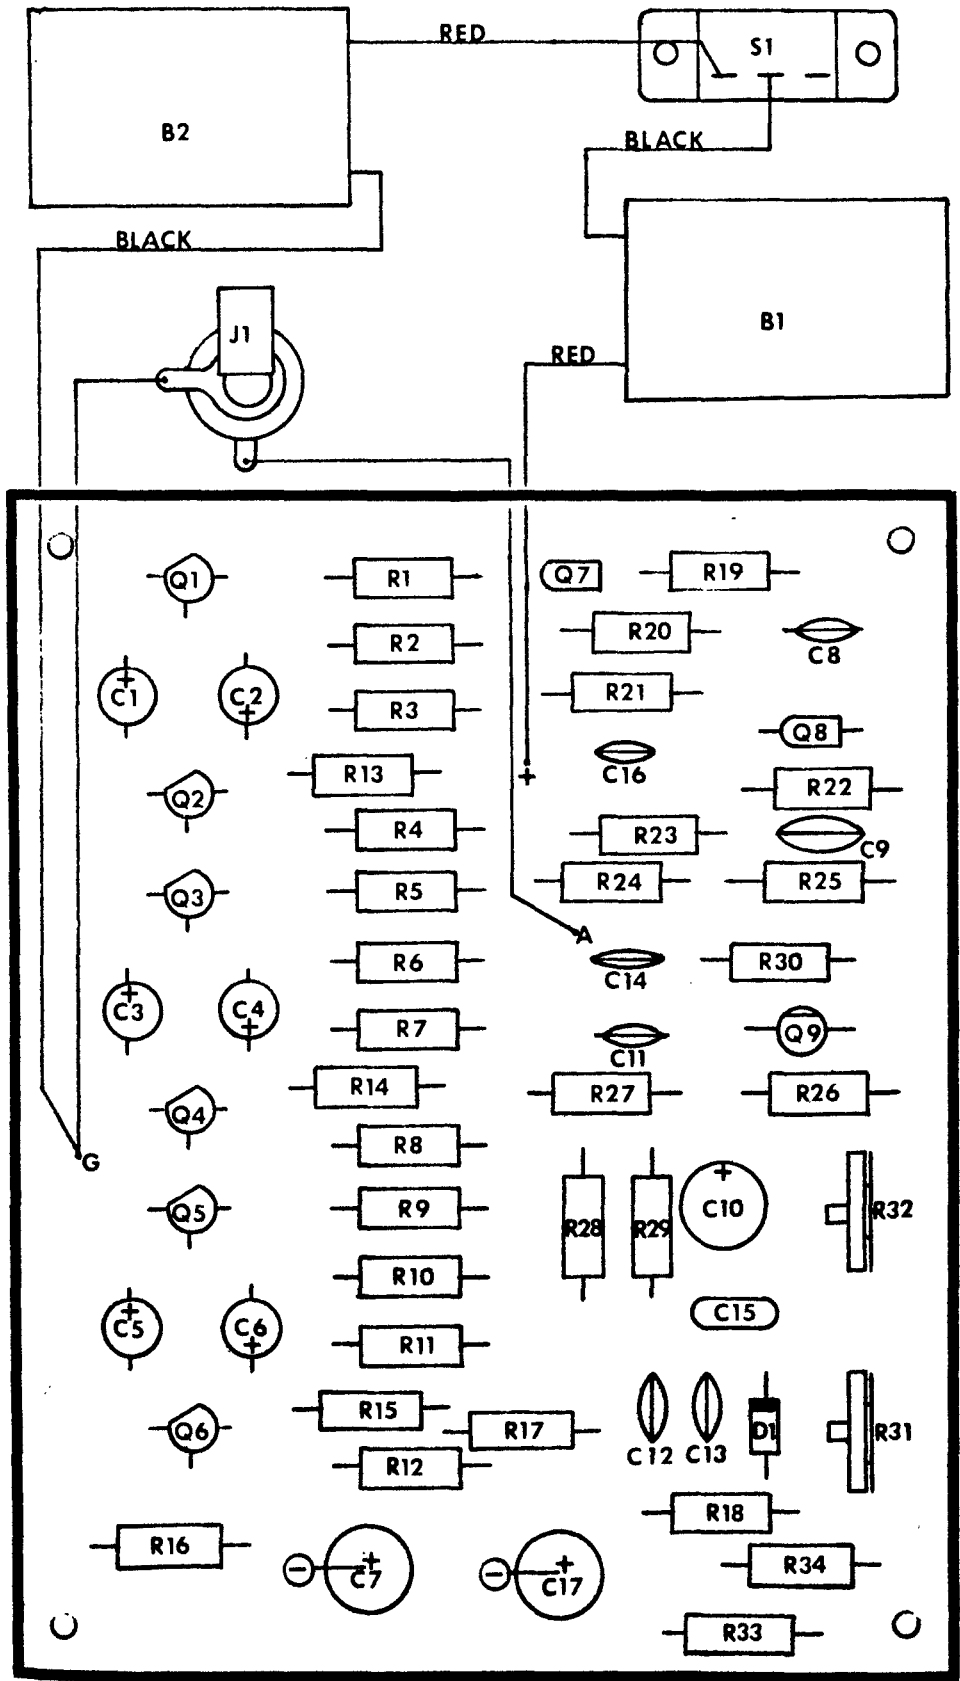 RED
S1
B2
BLACK
BLACK
J1
B1
RED
Q1
R1
Q7
R19
R2
R20
C8
+
C1
C2
+
R3
R21
Q8
R13
+
C16
R22
Q2
R4
R23
C9
Q3
R5
R24
R25
A
R6
C14
R30
+
C3
C4
+
R7
C11
Q9
R14
R27
R26
Q4
R8
G
Q5
R9
R28
R29
+
C10
R32
R10
+
C5
C6
+
C15
R11
R15
R17
Q6
C12
C13
D1
R31
R12
R18
R16
−
+
C7
−
+
C17
R34
R33